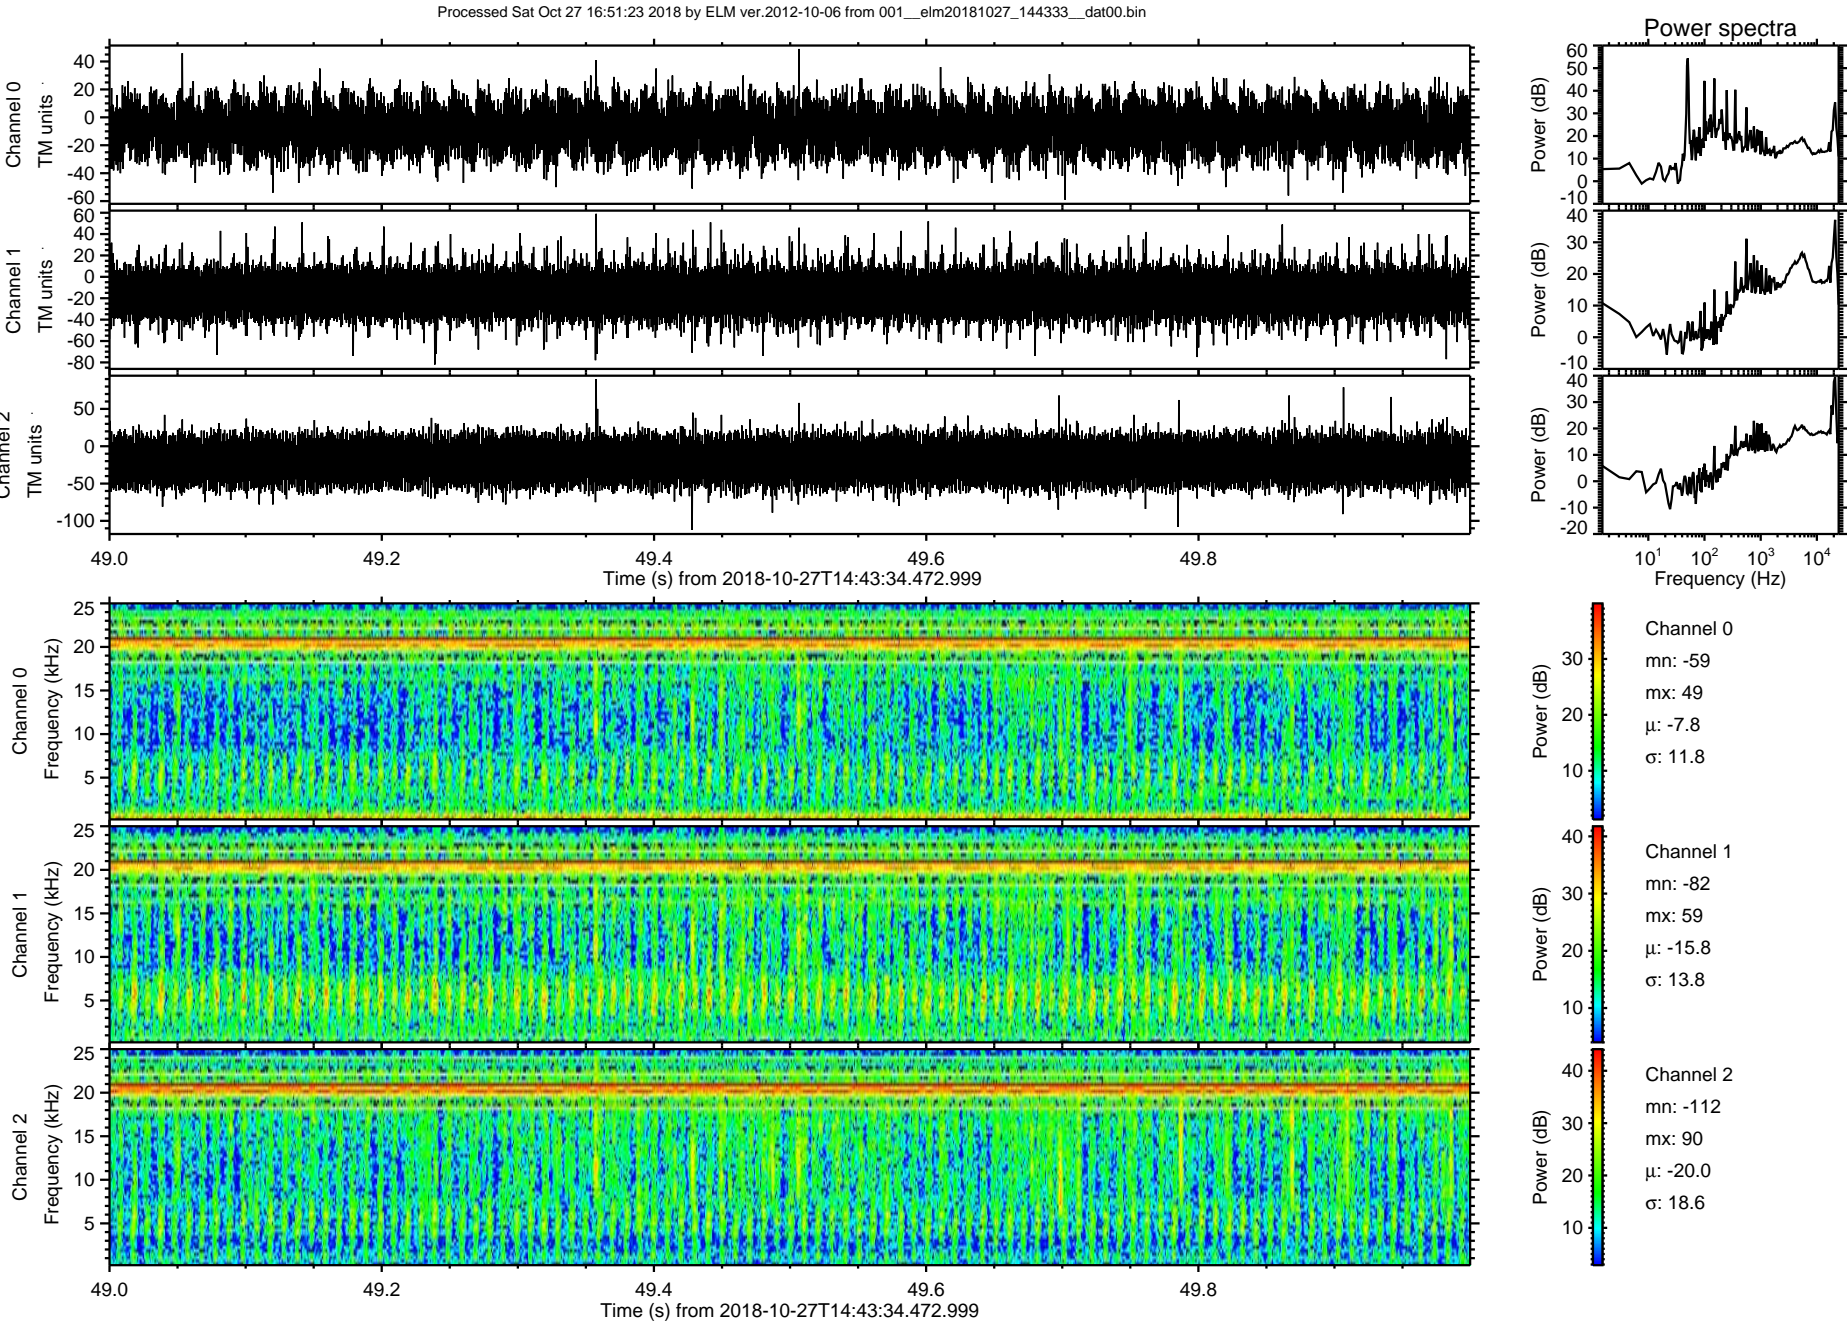 Processed Sat Oct 27 16:51:23 2018 by ELM ver.2012-10-06 from 001__elm20181027_144333__dat00.bin
Power spectra
Channel 0
TM units
40
20
0
-20
-40
-60
Power (dB)
60
50
40
30
20
10
0
-10
Channel 1
TM units
60
40
20
0
-20
-40
-60
-80
Power (dB)
40
30
20
10
0
-10
Channel 2
TM units
50
0
-50
-100
Power (dB)
40
30
20
10
0
-10
-20
49.0 49.2 49.4 49.6 49.8
Time (s) from 2018-10-27T14:43:34.472.999
10¹ 10² 10³ 10⁴
Frequency (Hz)
Channel 0
Frequency (kHz)
25
20
15
10
5
Power (dB)
30
20
10
Channel 0
mn: -59
mx: 49
μ: -7.8
σ: 11.8
Channel 1
Frequency (kHz)
25
20
15
10
5
Power (dB)
40
30
20
10
Channel 1
mn: -82
mx: 59
μ: -15.8
σ: 13.8
Channel 2
Frequency (kHz)
25
20
15
10
5
Power (dB)
40
30
20
10
Channel 2
mn: -112
mx: 90
μ: -20.0
σ: 18.6
49.0 49.2 49.4 49.6 49.8
Time (s) from 2018-10-27T14:43:34.472.999